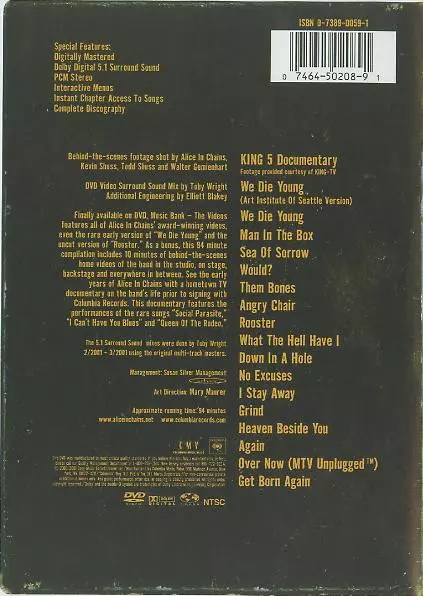 ISBN 0-7389-0059-1
0 7464-50208-9 1
Special Features:
Digitally Mastered
Dolby Digital 5.1 Surround Sound
PCM Stereo
Interactive Menus
Instant Chapter Access To Songs
Complete Discography
Behind-the-scenes footage shot by Alice In Chains,
Kevin Shuss, Todd Shuss and Walter Gemienhart
DVD Video Surround Sound Mix by Toby Wright
Additional Engineering by Elliott Blakey
Finally available on DVD, Music Bank - The Videos
features all of Alice In Chains' award-winning videos,
even the rare early version of "We Die Young" and the
uncut version of "Rooster." As a bonus, this 94 minute
compilation includes 10 minutes of behind-the-scenes
home videos of the band in the studio, on stage,
backstage and everywhere in between. See the early
years of Alice In Chains with a hometown TV
documentary on the band's life prior to signing with
Columbia Records. This documentary features the
performances of the rare songs "Social Parasite,"
"I Can't Have You Blues" and "Queen Of The Rodeo."
The 5.1 Surround Sound mixes were done by Toby Wright
2/2001 - 3/2001 using the original multi-track masters.
Management: Susan Silver Management
Art Direction: Mary Maurer
Approximate running time: 94 minutes
www.aliceinchains.net www.columbiarecords.com
KING 5 Documentary
Footage provided courtesy of KING-TV
We Die Young
(Art Institute Of Seattle Version)
We Die Young
Man In The Box
Sea Of Sorrow
Would?
Them Bones
Angry Chair
Rooster
What The Hell Have I
Down In A Hole
No Excuses
I Stay Away
Grind
Heaven Beside You
Again
Over Now (MTV Unplugged™)
Get Born Again
CMV
DVD
VIDEO
DOLBY
DIGITAL
NTSC